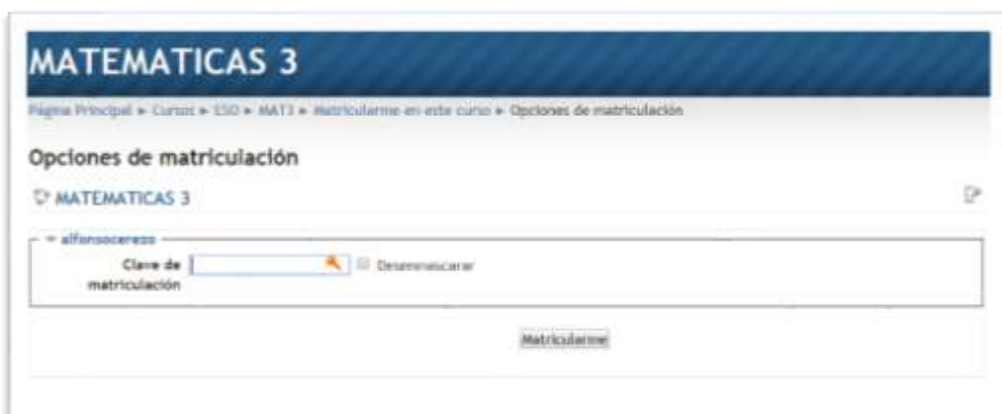 MATEMATICAS 3
Página Principal ► Cursos ► ESO ► MAT3 ► Matricularme en este curso ► Opciones de matriculación
Opciones de matriculación
MATEMATICAS 3
alfonsocerezo
Clave de
matriculación
Desenmascarar
Matricularme